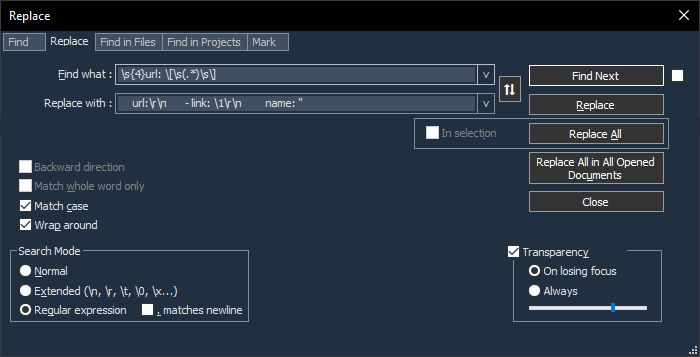 Replace
Find Replace Find in Files Find in Projects Mark
Find what : \s{4}url: \[\s(.*)\s\]
Find Next
Replace with :     url:\r\n      - link: \1\r\n        name: "
Replace
In selection
Replace All
Replace All in All Opened Documents
Close
Backward direction
Match whole word only
Match case
Wrap around
Search Mode
Normal
Extended (\n, \r, \t, \0, \x...)
Regular expression
. matches newline
Transparency
On losing focus
Always